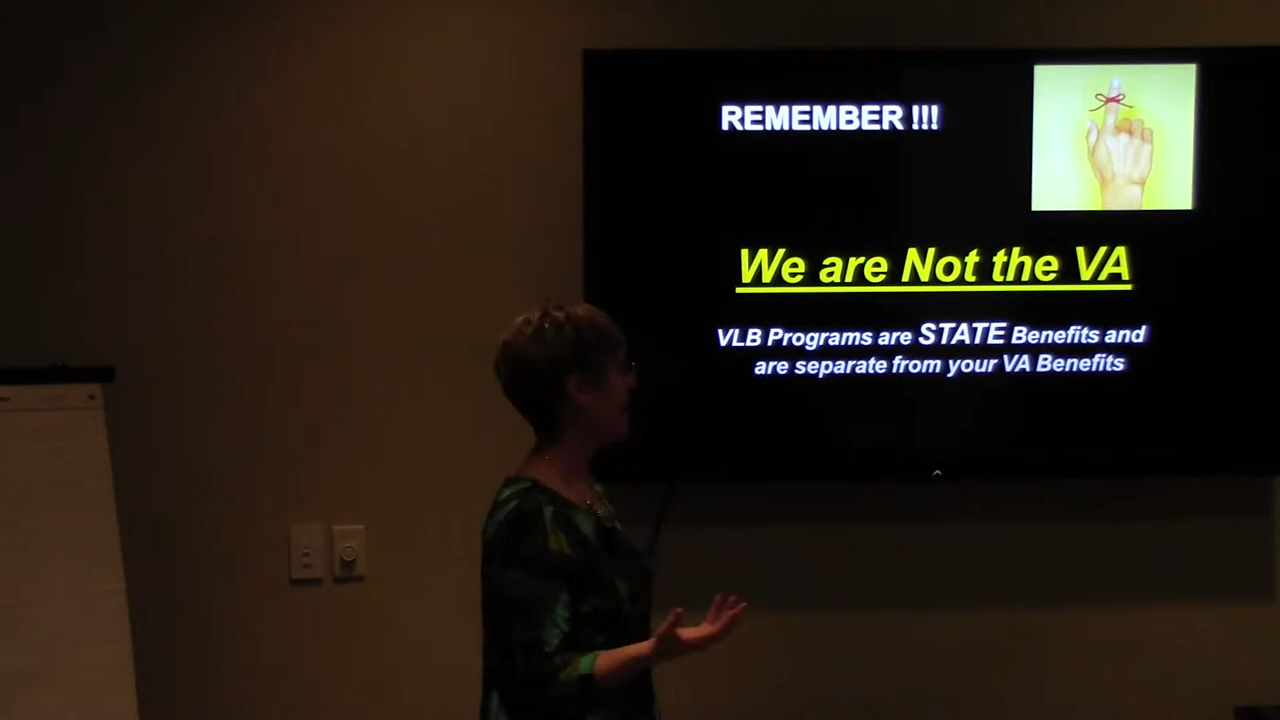 REMEMBER !!!
We are Not the VA
VLB Programs are STATE Benefits and
are separate from your VA Benefits